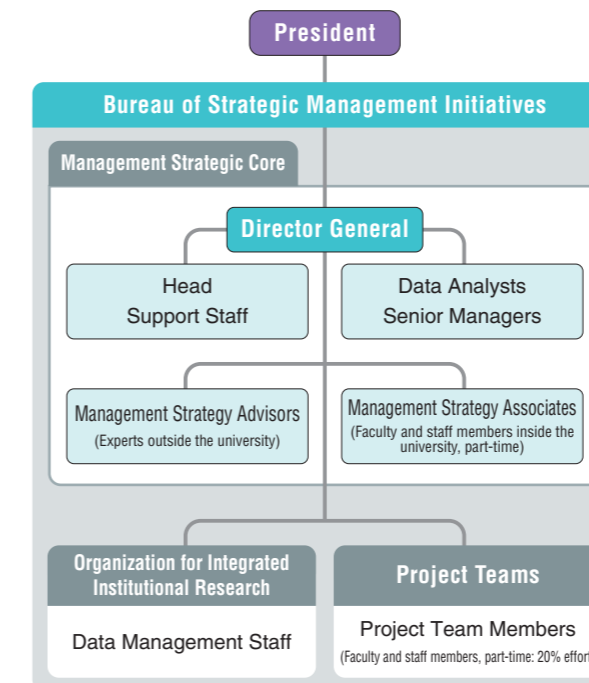 President
Bureau of Strategic Management Initiatives
Management Strategic Core
Director General
Head
Support Staff
Data Analysts
Senior Managers
Management Strategy Advisors
(Experts outside the university)
Management Strategy Associates
(Faculty and staff members inside the
university, part-time)
Organization for Integrated
Institutional Research
Data Management Staff
Project Teams
Project Team Members
(Faculty and staff members, part-time: 20% effort